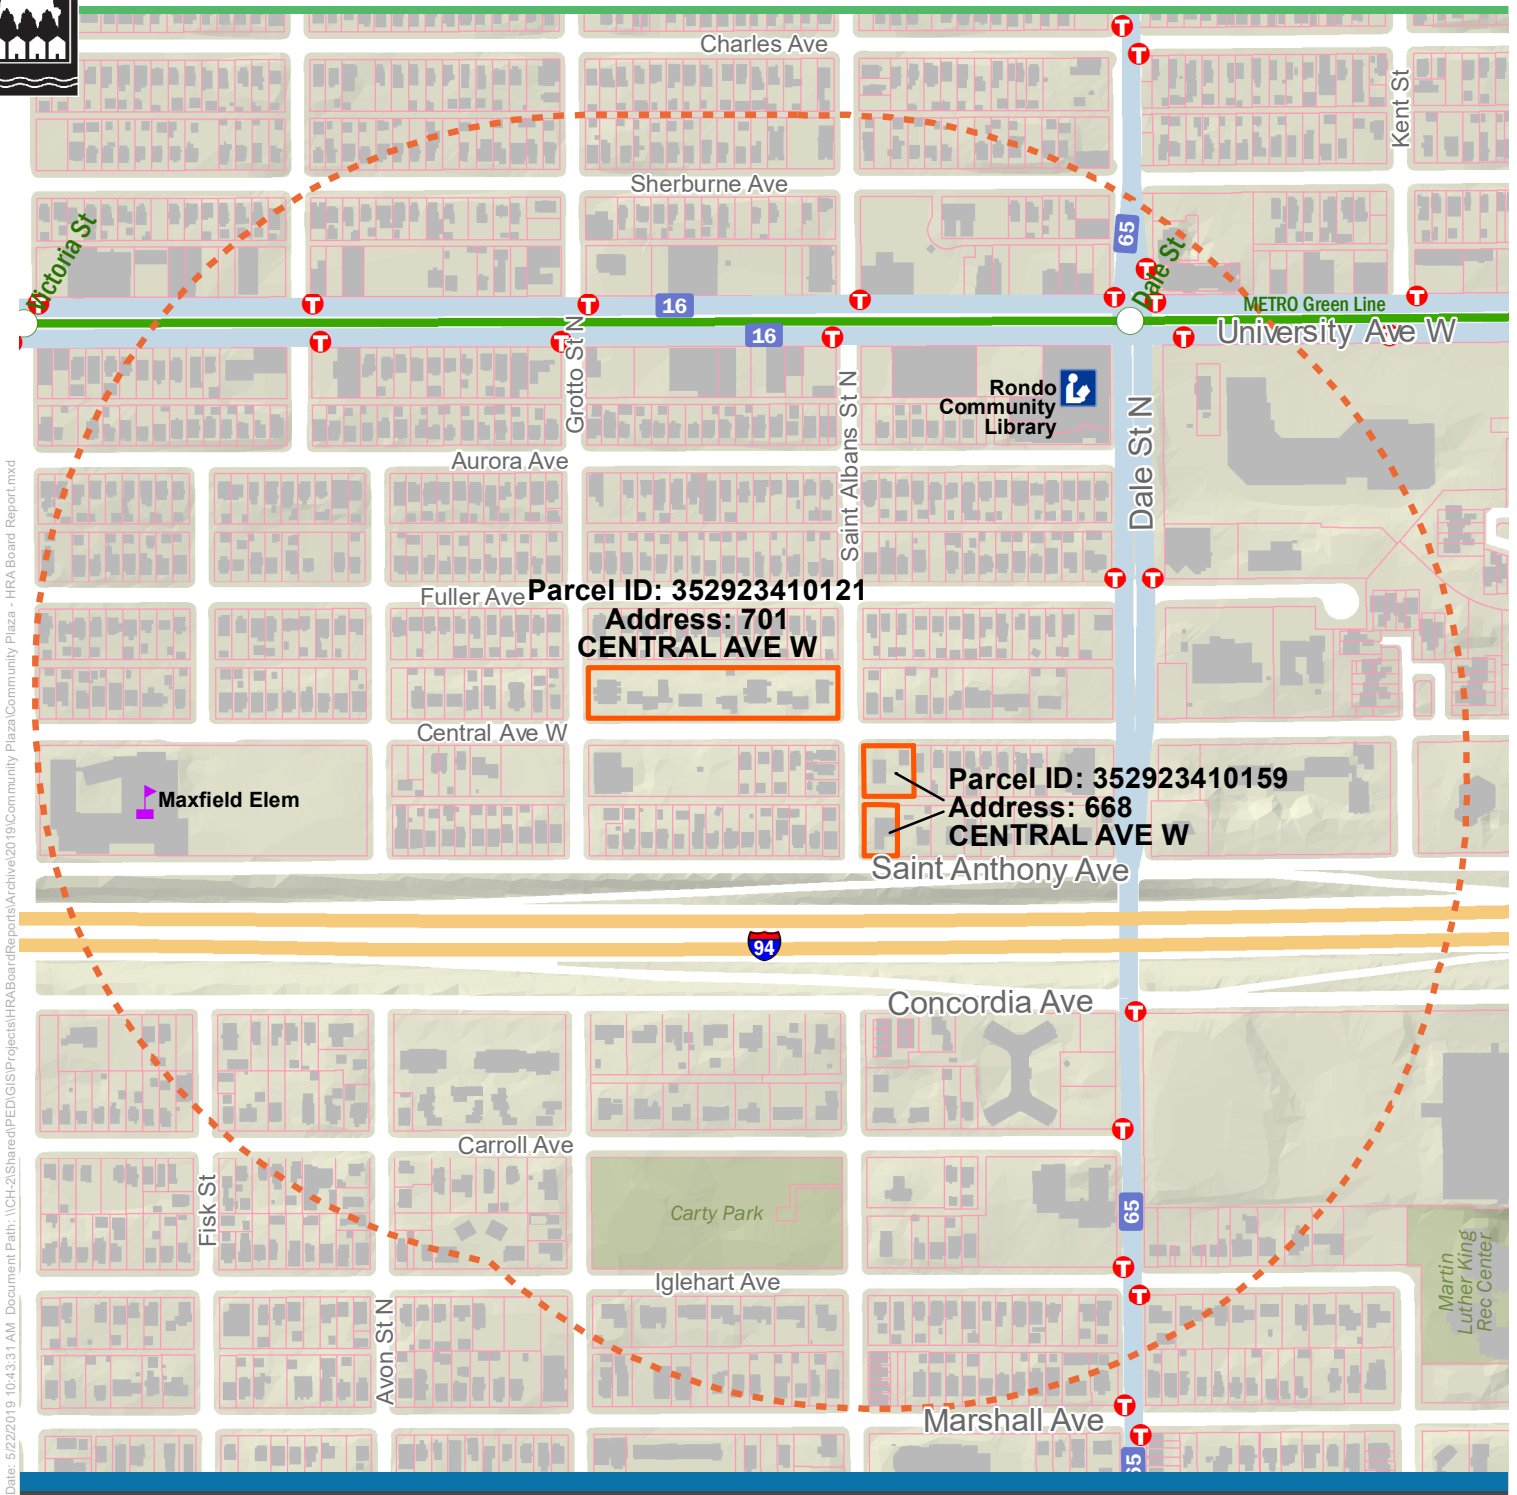 Charles Ave
Kent St
Sherburne Ave
65
Victoria St
Dale St
T
16
METRO Green Line
University Ave W
16
Grotto St N
Saint Albans St N
Rondo
Community
Library
Dale St N
Aurora Ave
Fuller Ave
Parcel ID: 352923410121
Address: 701
CENTRAL AVE W
Central Ave W
Maxfield Elem
Parcel ID: 352923410159
Address: 668
CENTRAL AVE W
Saint Anthony Ave
94
Concordia Ave
Carroll Ave
Fisk St
Carty Park
65
Iglehart Ave
Martin
Luther King
Rec Center
Avon St N
Marshall Ave
65
Date: 5/22/2019 10:43:31 AM Document Path: \\CH-2\Shared\PED\GIS\Projects\HRABoardReports\Archive\2019\Community Plaza\Community Plaza - HRA Board Report.mxd